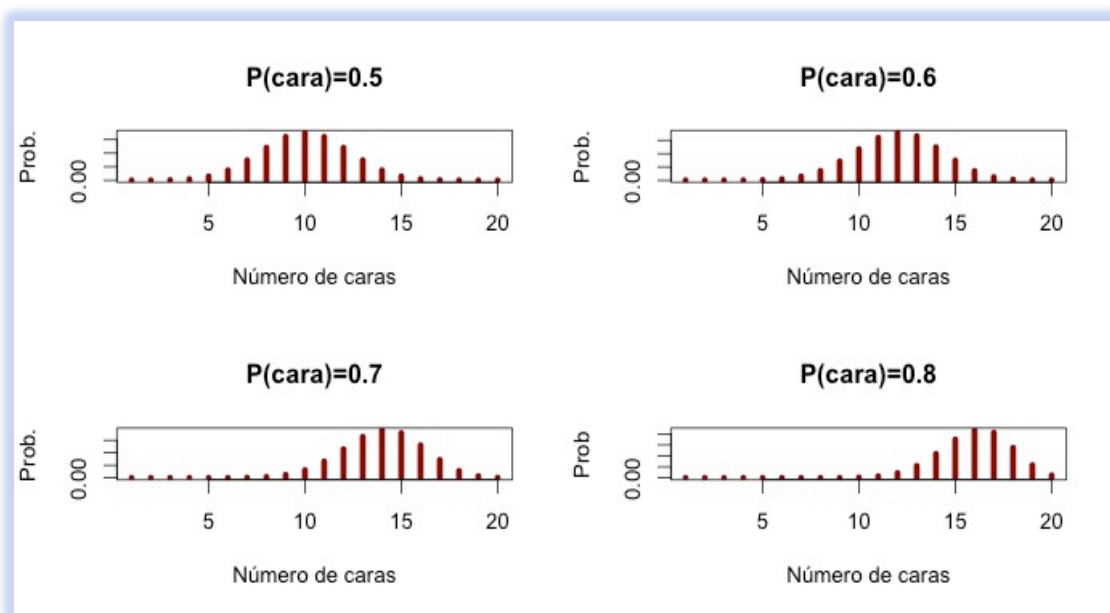 P(cara)=0.5
Prob.
0.00
5 10 15 20
Número de caras
P(cara)=0.6
Prob.
0.00
5 10 15 20
Número de caras
P(cara)=0.7
Prob.
0.00
5 10 15 20
Número de caras
P(cara)=0.8
Prob
0.00
5 10 15 20
Número de caras